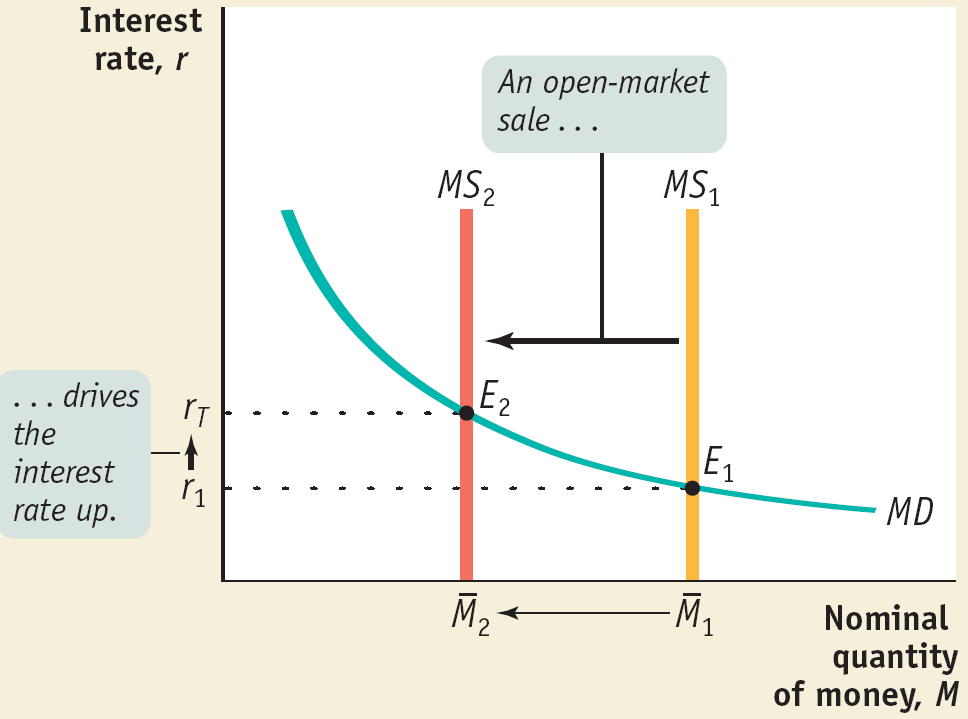 Interest
rate, r
An open-market
sale . . .
MS₂
MS₁
. . . drives
the
interest
rate up.
r_T
r₁
E₂
E₁
MD
M̅₂
M̅₁
Nominal
quantity
of money, M